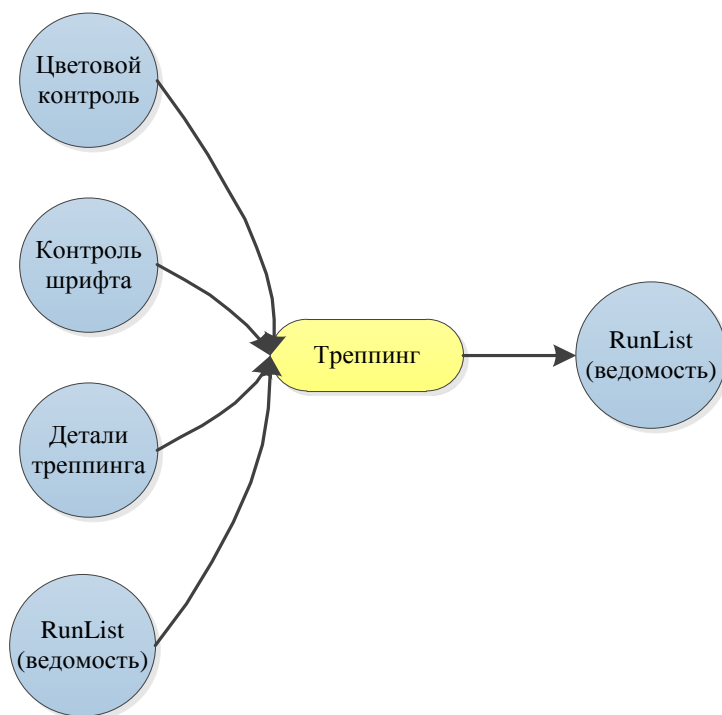 Цветовой
контроль
Контроль
шрифта
Треппинг
RunList
(ведомость)
Детали
треппинга
RunList
(ведомость)